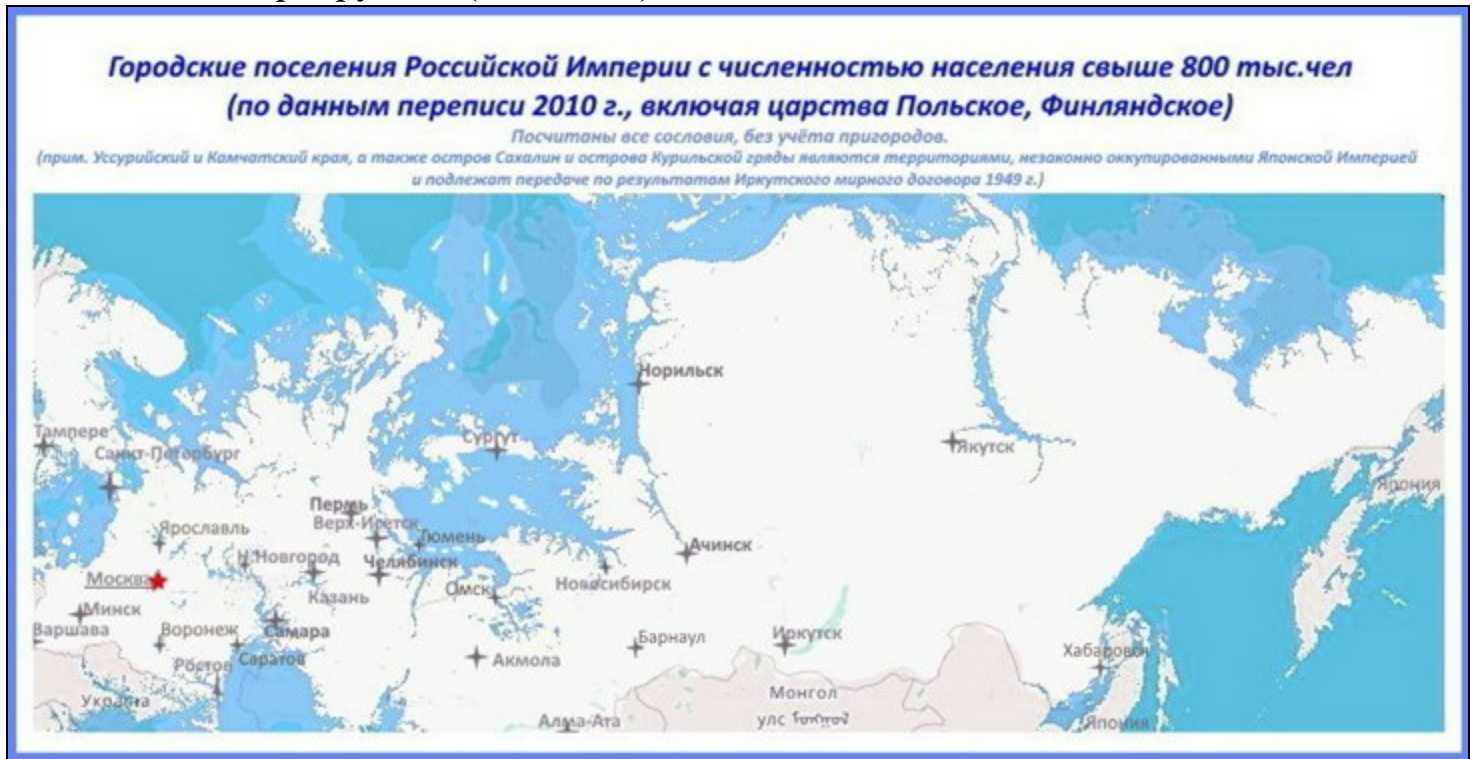 Городские поселения Российской Империи с численностью населения свыше 800 тыс.чел
(по данным переписи 2010 г., включая царства Польское, Финляндское)
Посчитаны все сословия, без учёта пригородов.
(прим. Уссурийский и Камчатский края, а также остров Сахалин и острова Курильской гряды являются территориями, незаконно оккупированными Японской Империей
и подлежат передаче по результатам Иркутского мирного договора 1949 г.)
Норильск
Тампере
Санкт-Петербург
Сургут
Якутск
Япония
Пермь
Верх-Исетск
Ярославль
Тюмень
Н.Новгород
Челябинск
Ачинск
Москва
Казань
Омск
Новосибирск
Минск
Варшава
Воронеж
Самара
Барнаул
Иркутск
Хабаровск
Ростов
Саратов
Акмола
Украина
Монгол
улс
Алма-Ата
Япония